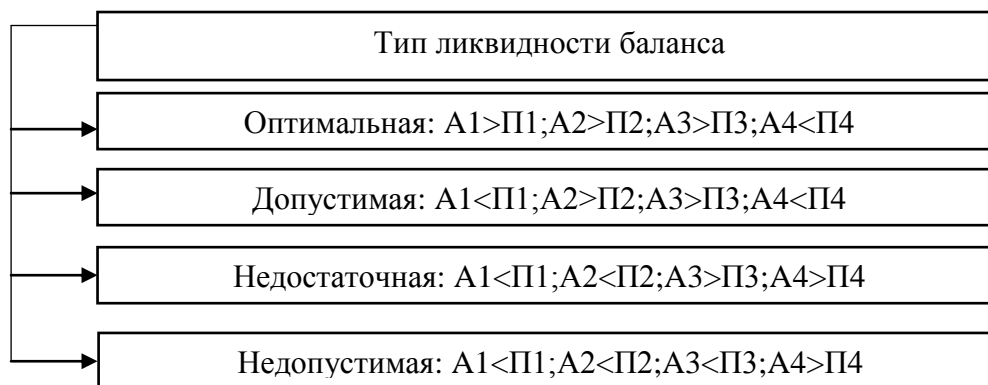 Тип ликвидности баланса
Оптимальная: А1>П1;А2>П2;А3>П3;А4<П4
Допустимая: А1<П1;А2>П2;А3>П3;А4<П4
Недостаточная: А1<П1;А2<П2;А3>П3;А4>П4
Недопустимая: А1<П1;А2<П2;А3<П3;А4>П4